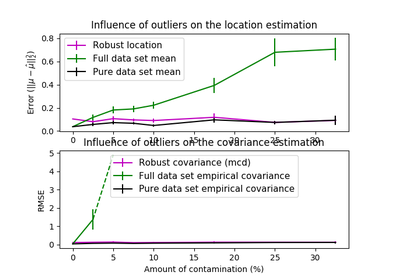 Influence of outliers on the location estimation
Error (||μ − μ̂||₂²)
0.8
0.6
0.4
0.2
0.0
Robust location
Full data set mean
Pure data set mean
0 5 25 30
Influence of outliers on the covariance estimation
RMSE
5
4
3
2
1
0
Robust covariance (mcd)
Full data set empirical covariance
Pure data set empirical covariance
0 5 10 15 20 25 30
Amount of contamination (%)